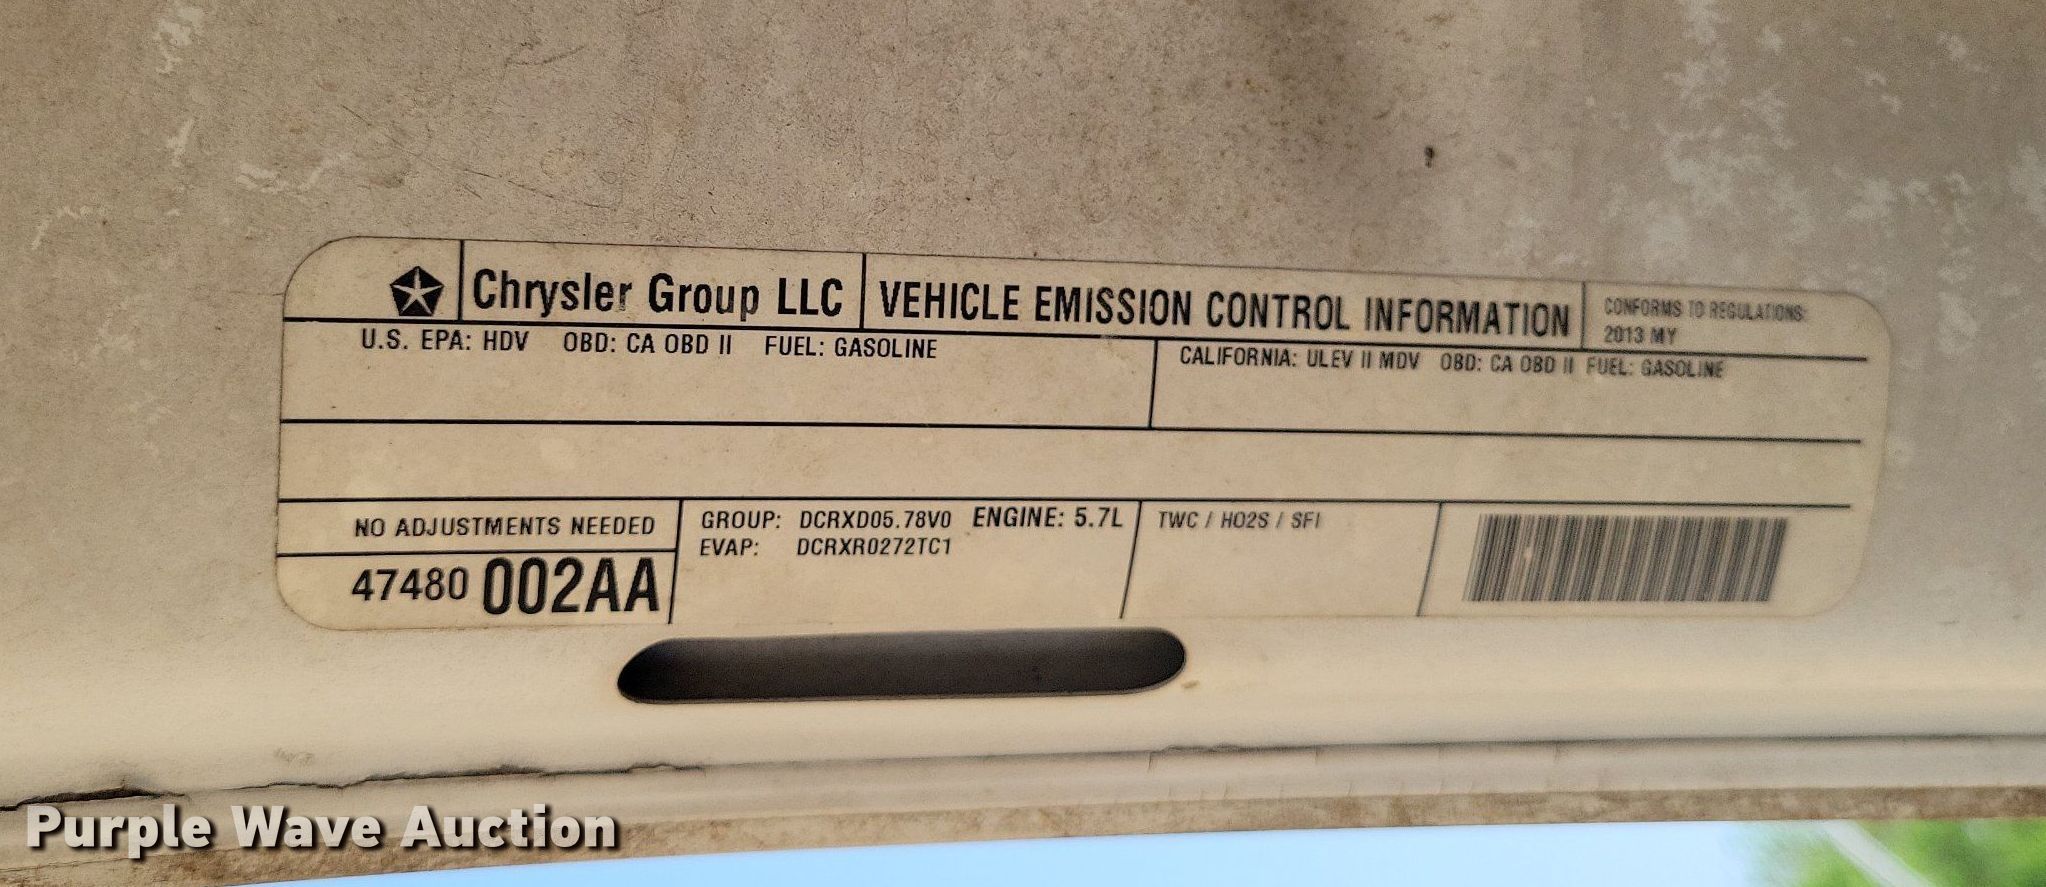 Chrysler Group LLC VEHICLE EMISSION CONTROL INFORMATION CONFORMS TO REGULATIONS:
2013 MY
U.S. EPA: HDV OBD: CA OBD II FUEL: GASOLINE
CALIFORNIA: ULEV II MDV OBD: CA OBD II FUEL: GASOLINE
NO ADJUSTMENTS NEEDED
47480 002AA
GROUP: DCRXD05.78V0 ENGINE: 5.7L
EVAP: DCRXR0272TC1
TWC / HO2S / SFI
Purple Wave Auction